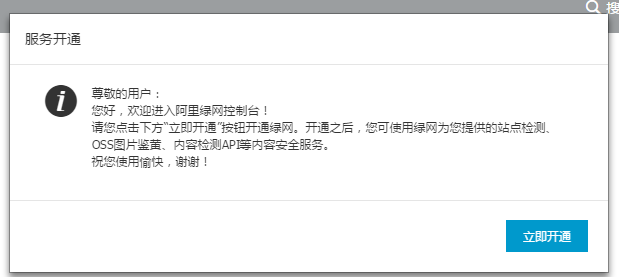 搜
服务开通
尊敬的用户：
您好，欢迎进入阿里绿网控制台！
请您点击下方“立即开通”按钮开通绿网。开通之后，您可使用绿网为您提供的站点检测、
OSS图片鉴黄、内容检测API等内容安全服务。
祝您使用愉快，谢谢！
立即开通